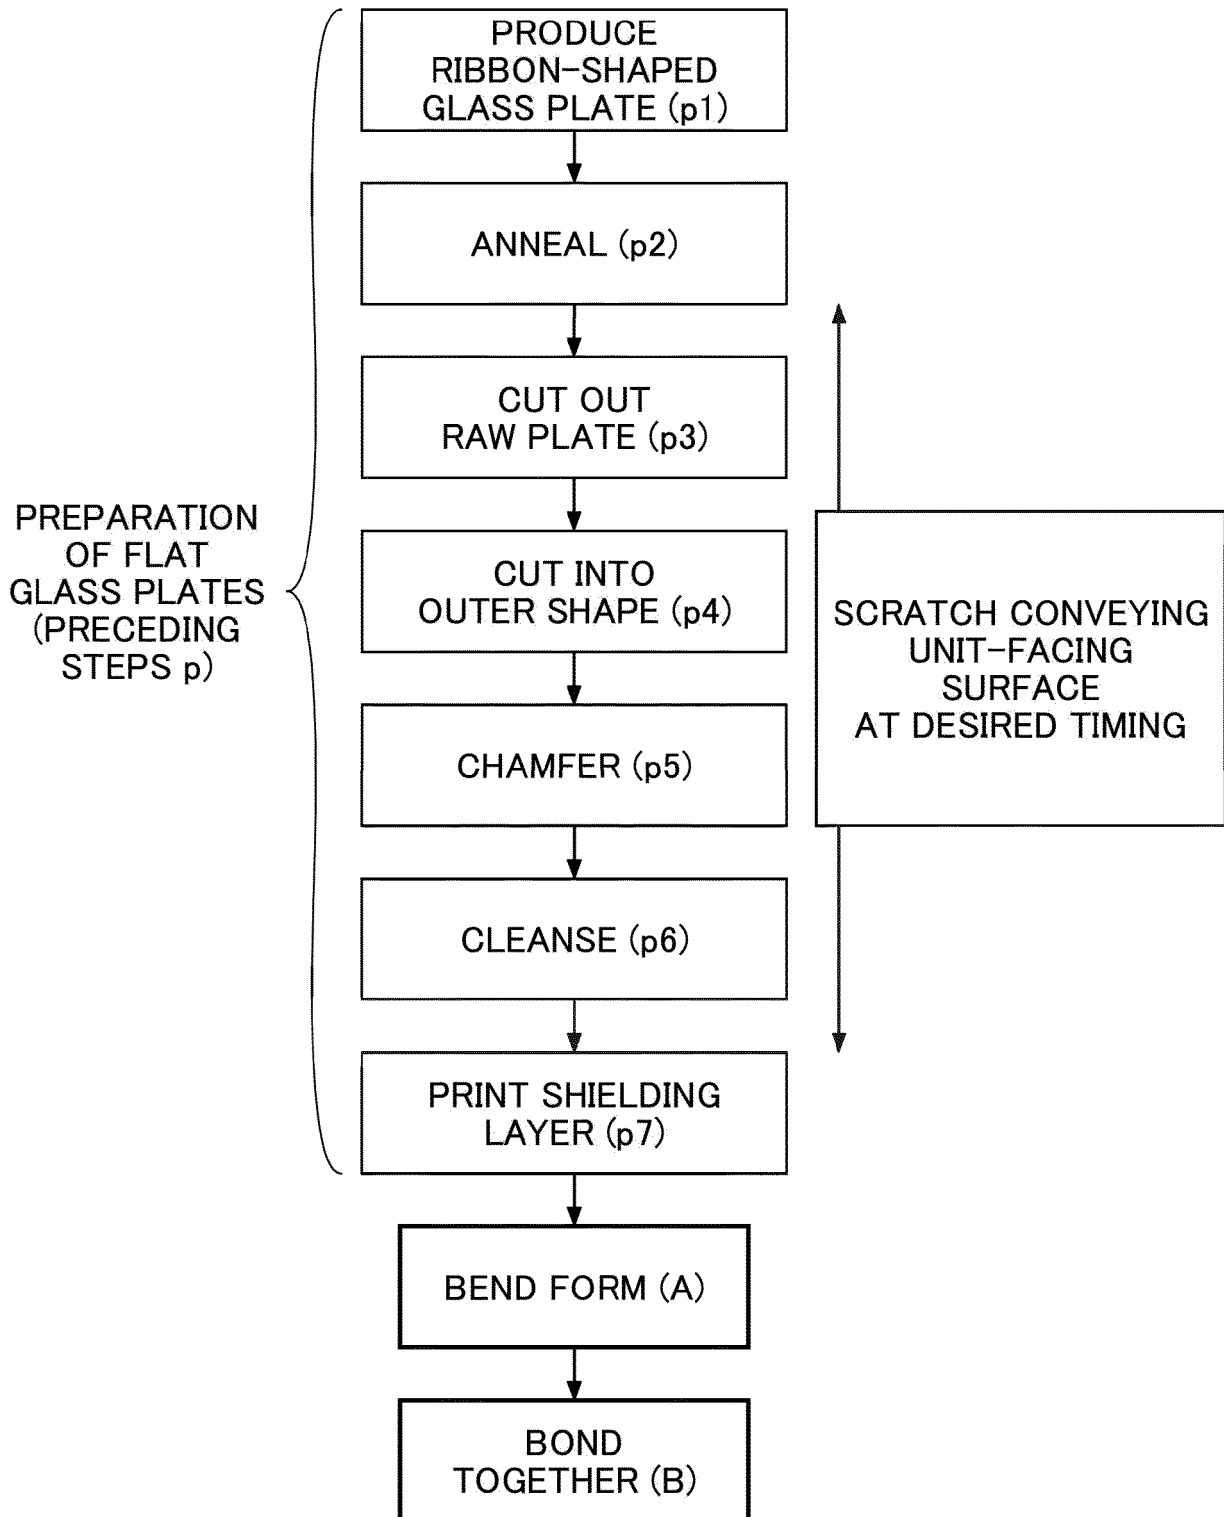 PRODUCE
RIBBON-SHAPED
GLASS PLATE (p1)
ANNEAL (p2)
CUT OUT
RAW PLATE (p3)
CUT INTO
OUTER SHAPE (p4)
CHAMFER (p5)
CLEANSE (p6)
PRINT SHIELDING
LAYER (p7)
BEND FORM (A)
BOND
TOGETHER (B)
PREPARATION
OF FLAT
GLASS PLATES
(PRECEDING
STEPS p)
SCRATCH CONVEYING
UNIT-FACING
SURFACE
AT DESIRED TIMING